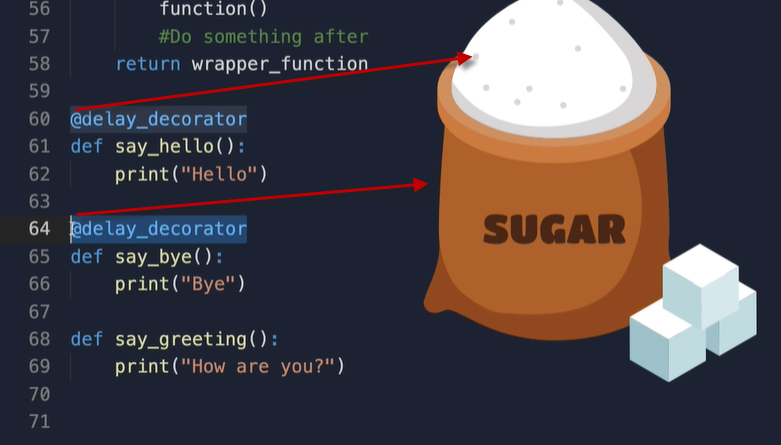 56 function()
57 #Do something after
58 return wrapper_function
59
60 @delay_decorator
61 def say_hello():
62 print("Hello")
63
64 @delay_decorator
65 def say_bye():
66 print("Bye")
67
68 def say_greeting():
69 print("How are you?")
70
71
SUGAR